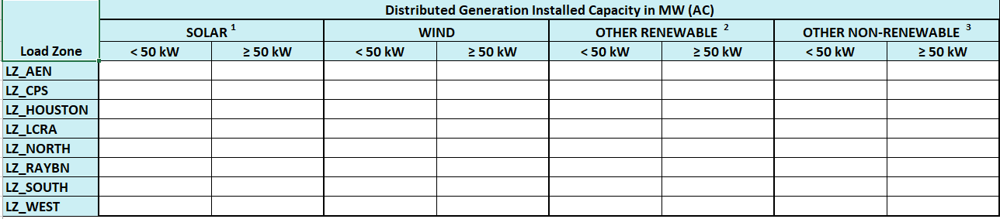 Distributed Generation Installed Capacity in MW (AC)
SOLAR 1 WIND OTHER RENEWABLE 2 OTHER NON-RENEWABLE 3
Load Zone < 50 kW ≥ 50 kW < 50 kW ≥ 50 kW < 50 kW ≥ 50 kW < 50 kW ≥ 50 kW
LZ_AEN
LZ_CPS
LZ_HOUSTON
LZ_LCRA
LZ_NORTH
LZ_RAYBN
LZ_SOUTH
LZ_WEST